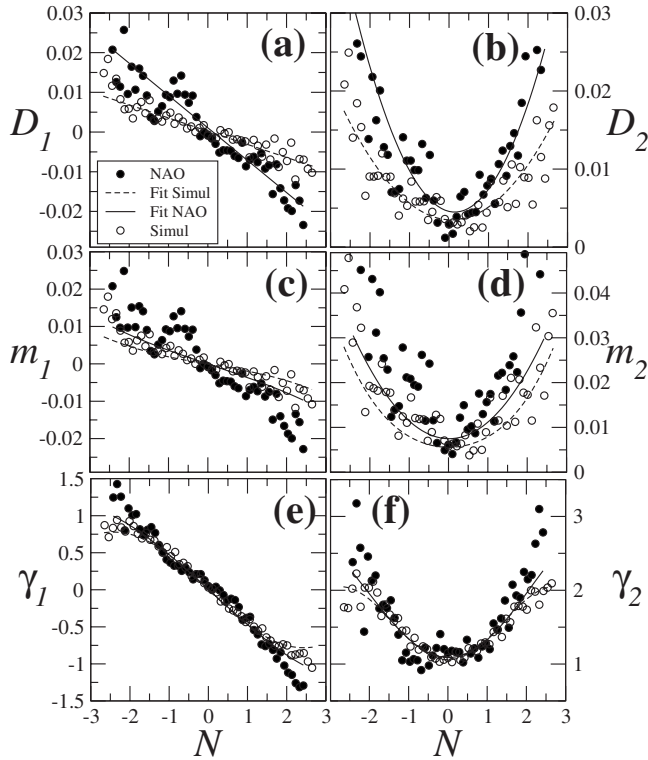 0.03
0.02
0.01
0
-0.01
-0.02
D1
(a)
NAO
Fit Simul
Fit NAO
Simul
(b)
0.03
0.02
0.01
0
D2
0.03
0.02
0.01
0
-0.01
-0.02
m1
(c)
(d)
0.04
0.03
0.02
0.01
0
m2
1.5
1
0.5
0
-0.5
-1
-1.5
γ1
(e)
(f)
3
2
1
γ2
-3 -2 -1 0 1 2 -2 -1 0 1 2 3
N N